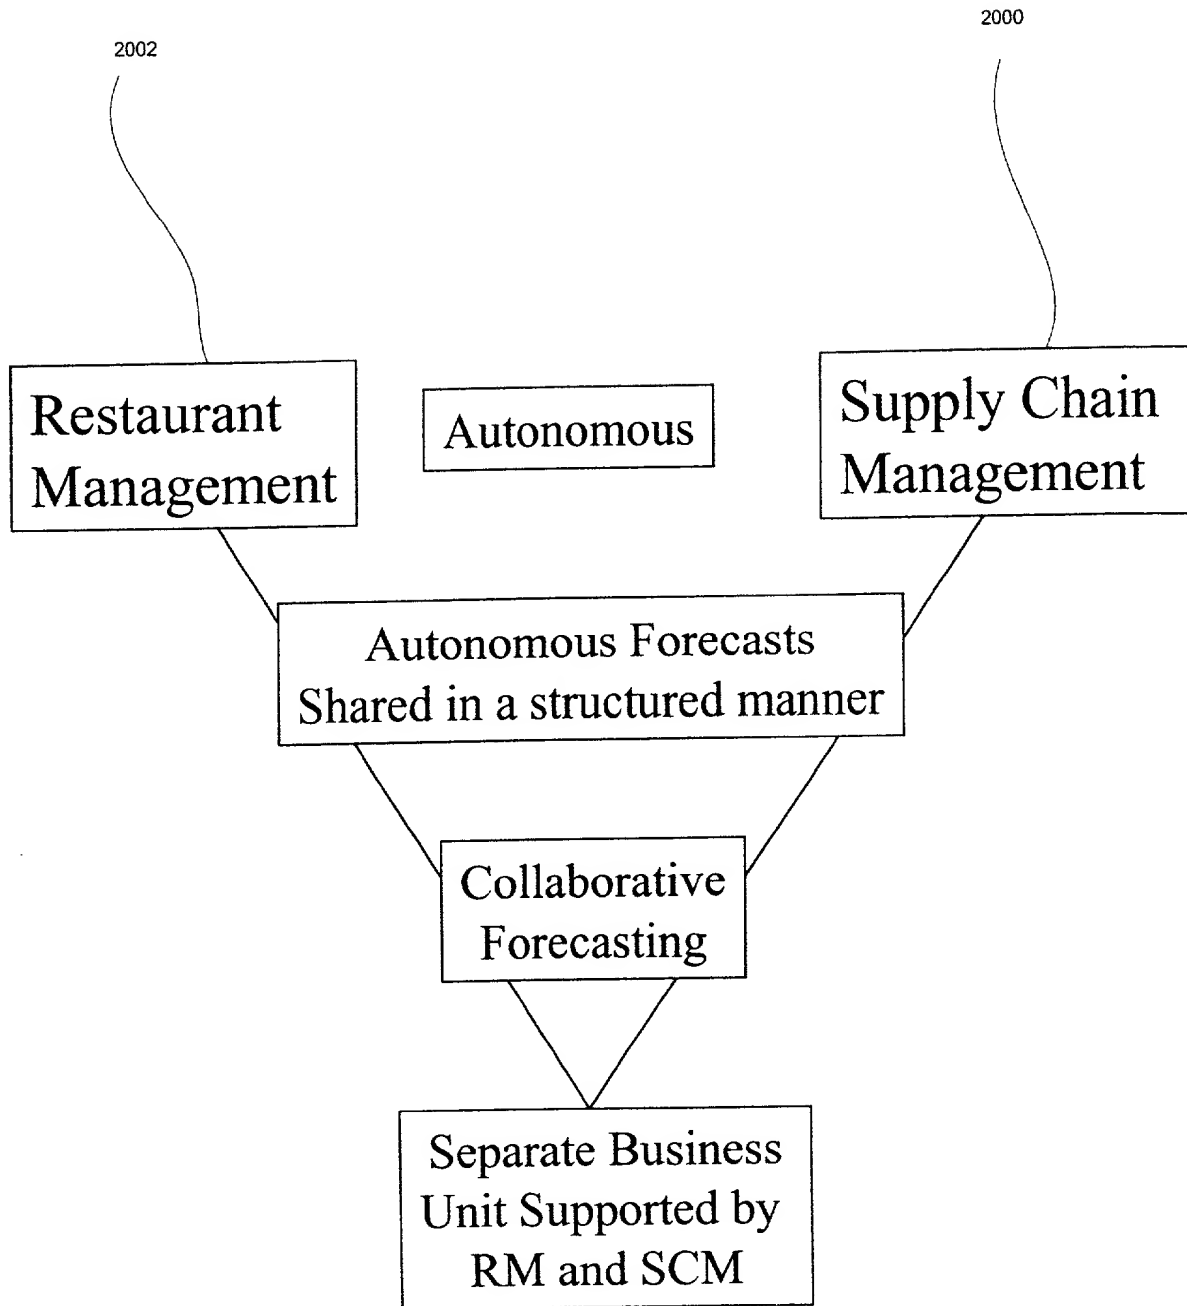 2000
2002
Restaurant
Management
Autonomous
Supply Chain
Management
Autonomous Forecasts
Shared in a structured manner
Collaborative
Forecasting
Separate Business
Unit Supported by
RM and SCM